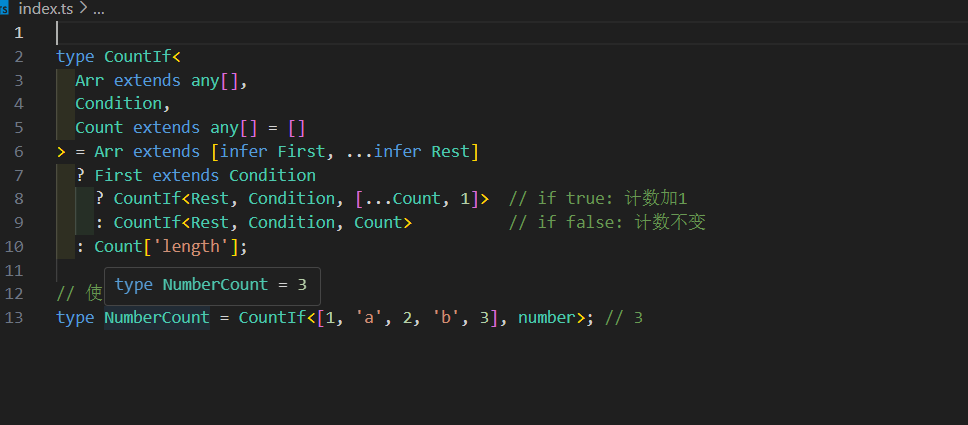 TS index.ts > ...
1
2 type CountIf<
3 Arr extends any[],
4 Condition,
5 Count extends any[] = []
6 > = Arr extends [infer First, ...infer Rest]
7 ? First extends Condition
8 ? CountIf<Rest, Condition, [...Count, 1]> // if true: 计数加1
9 : CountIf<Rest, Condition, Count> // if false: 计数不变
10 : Count['length'];
11
type NumberCount = 3
12 // 使
13 type NumberCount = CountIf<[1, 'a', 2, 'b', 3], number>; // 3